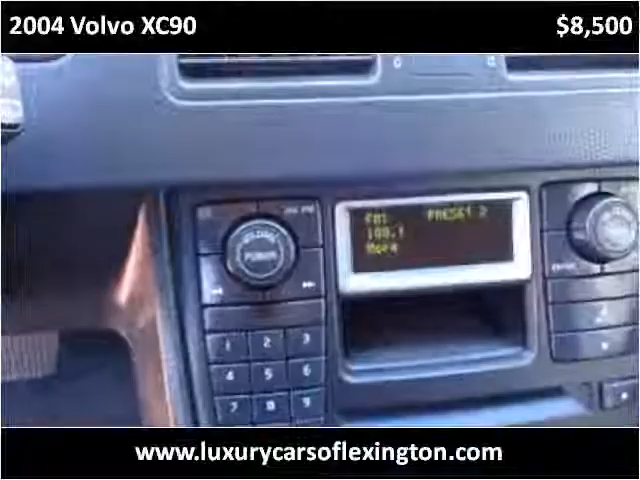 2004 Volvo XC90 $8,500
FM1 PRESET 2
100.1
More
POWER
1 2 3
4 5 6
7 8 9
www.luxurycarsoflexington.com